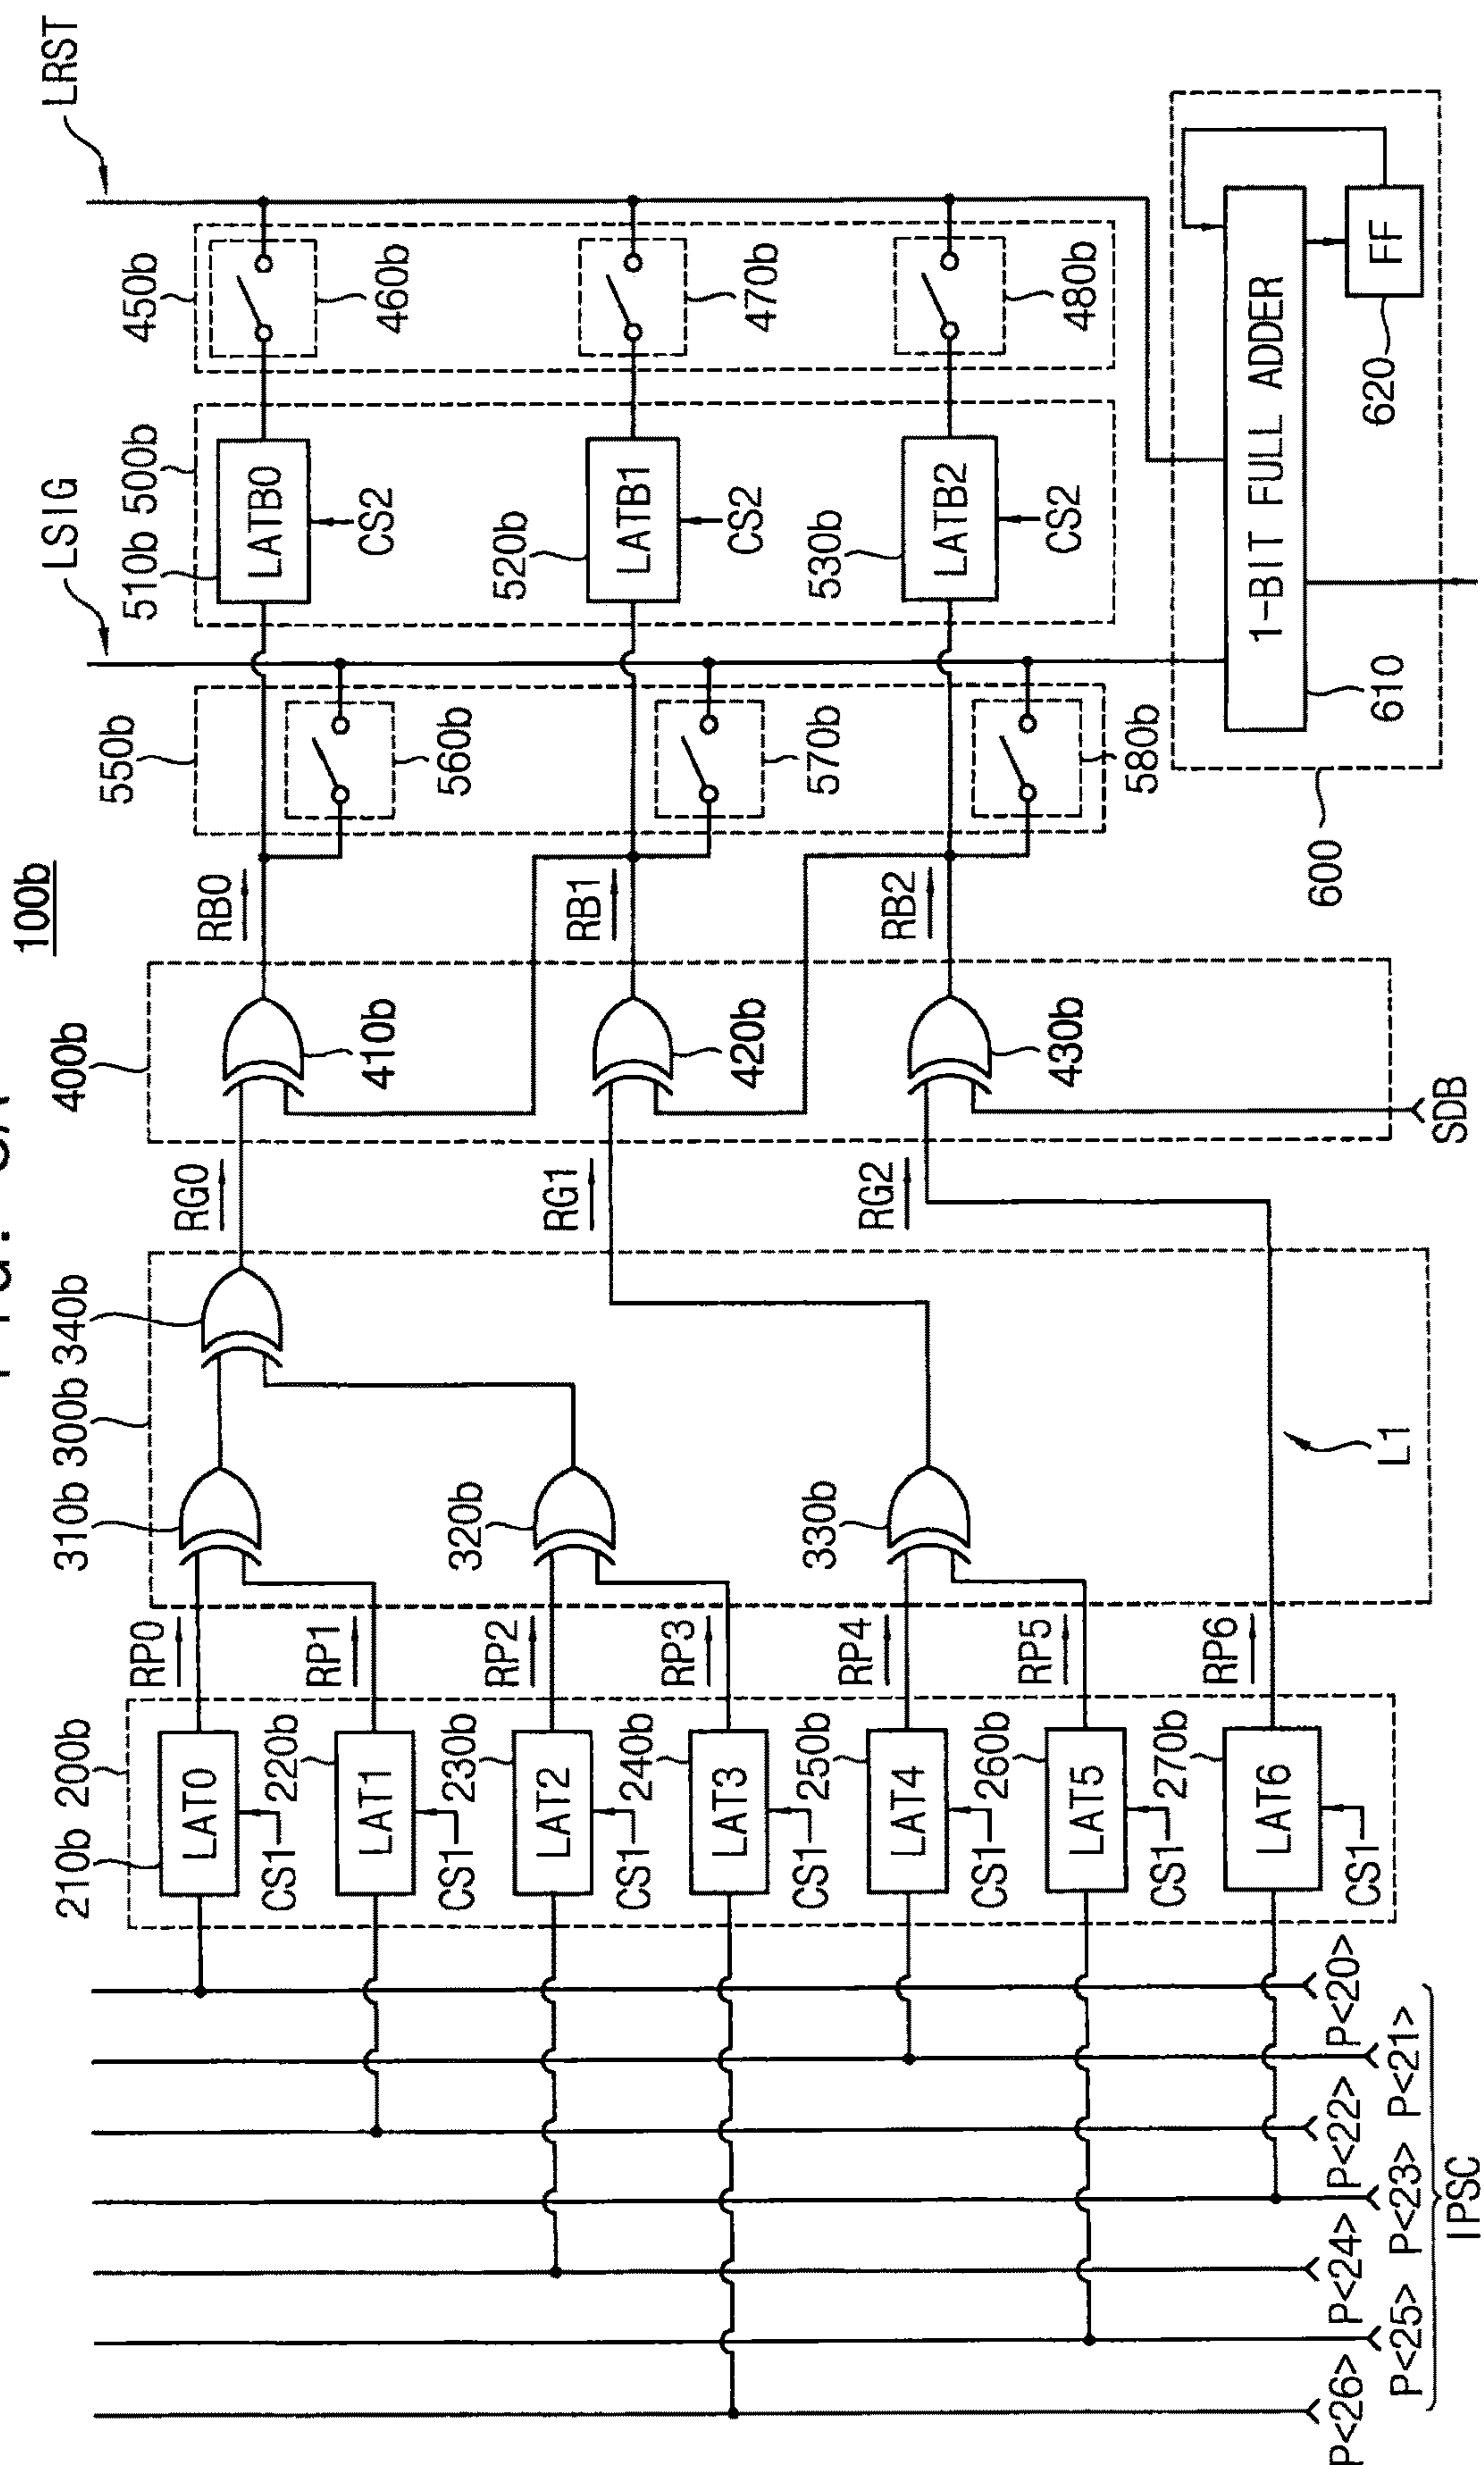 100b
LRST
LSIG
450b
460b
470b
480b
510b 500b
LATB0
CS2
520b
LATB1
CS2
530b
LATB2
CS2
550b
560b
570b
580b
1-BIT FULL ADDER
FF
620
610
600
RB0
RB1
RB2
400b
410b
420b
430b
SDB
RG0
RG1
RG2
310b 300b 340b
320b
330b
L1
RP0
RP1
RP2
RP3
RP4
RP5
RP6
210b 200b
LAT0
CS1
220b
LAT1
CS1
230b
LAT2
CS1
240b
LAT3
CS1
250b
LAT4
CS1
260b
LAT5
CS1
270b
LAT6
CS1
P<20>
P<21>
P<22>
P<23>
P<24>
P<25>
P<26>
IPSC